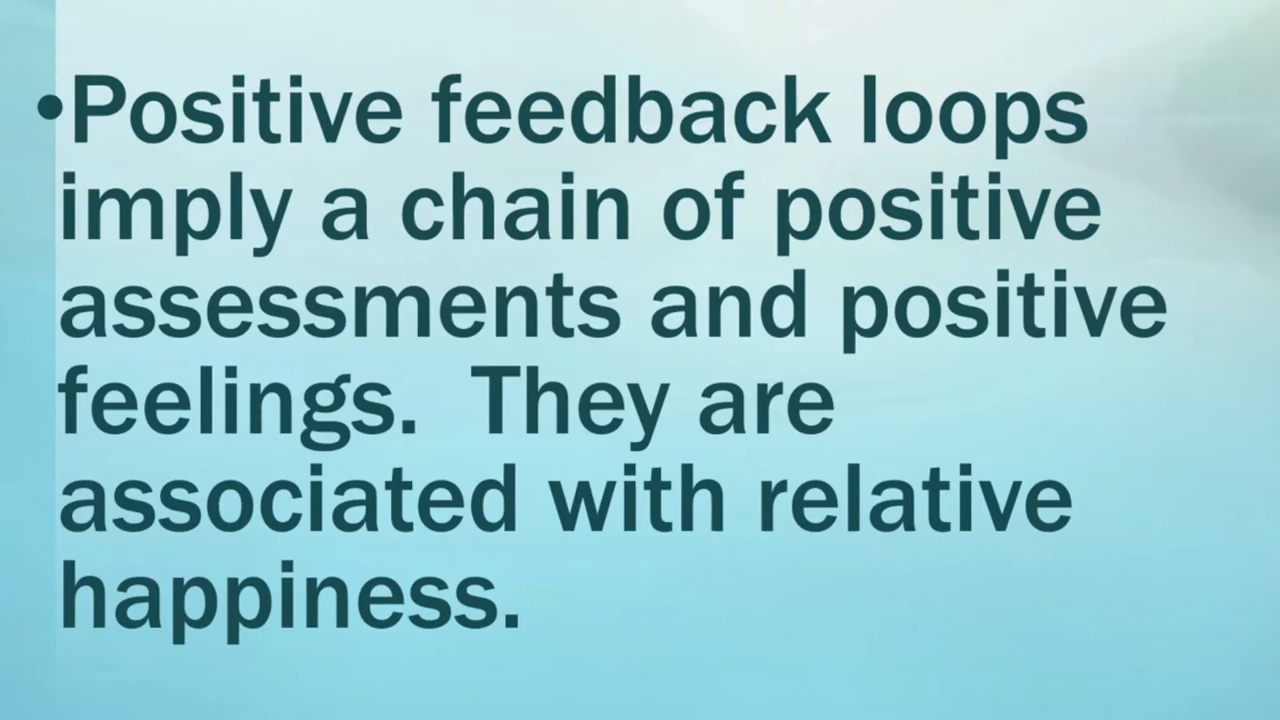 •Positive feedback loops
imply a chain of positive
assessments and positive
feelings.  They are
associated with relative
happiness.